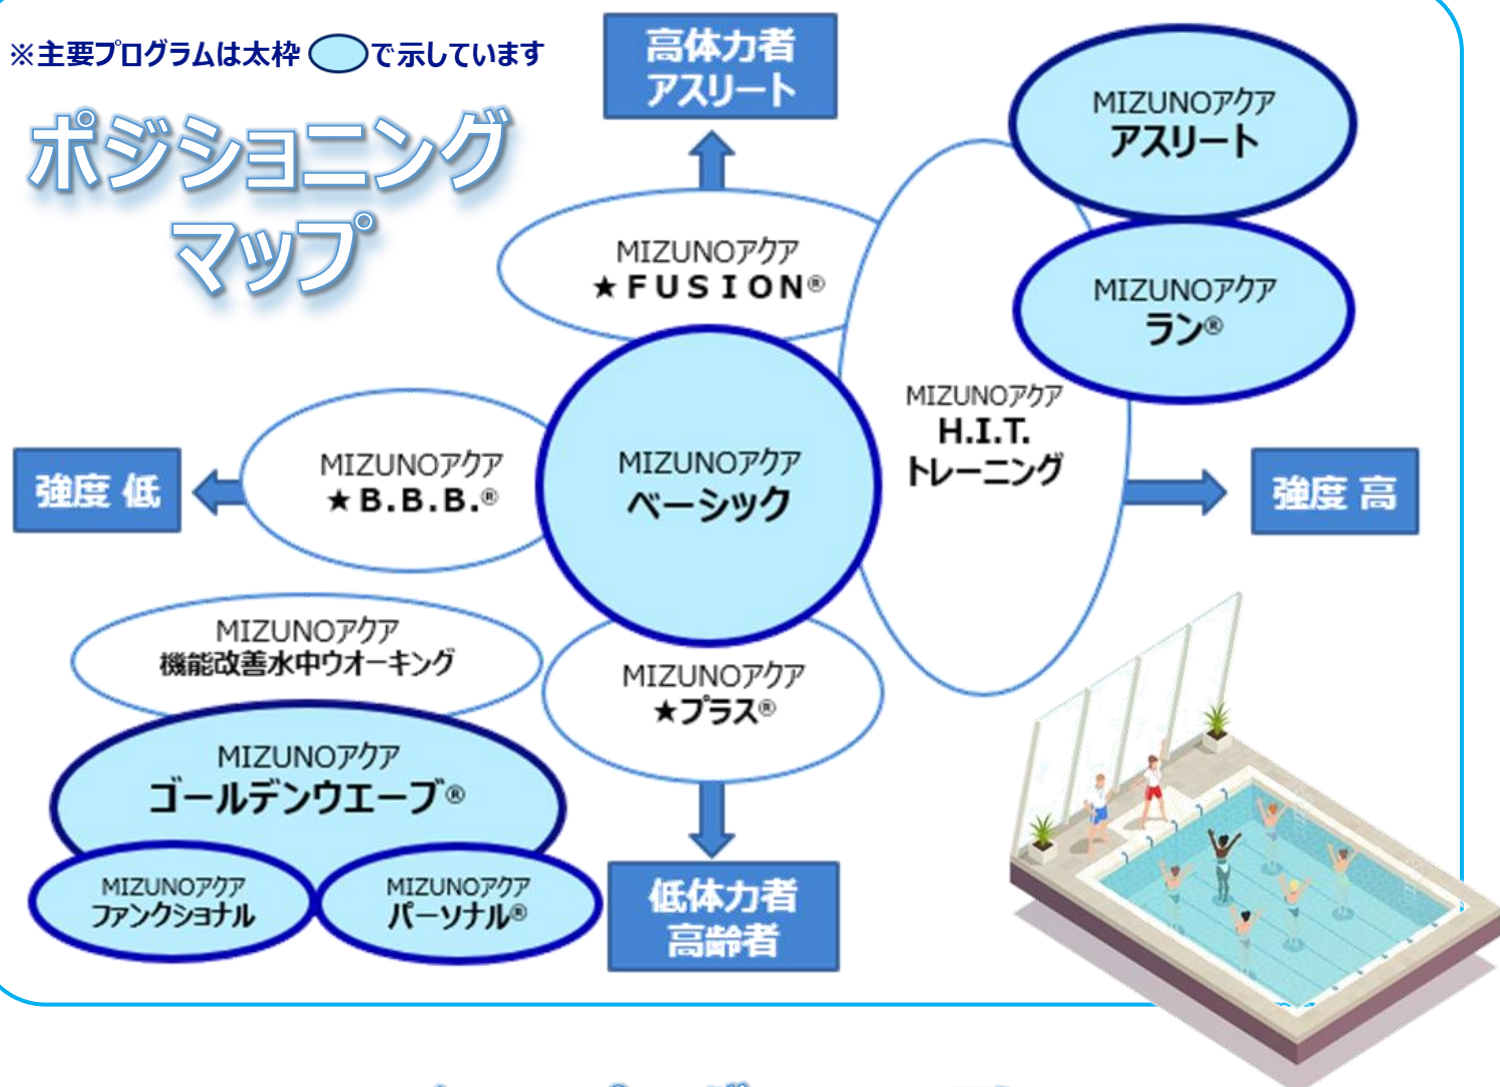 ※主要プログラムは太枠 で示しています
ポジショニング
マップ
高体力者
アスリート
MIZUNOアクア
アスリート
MIZUNOアクア
★ＦＵＳＩＯＮ®
MIZUNOアクア
ラン®
MIZUNOアクア
H.I.T.
トレーニング
強度 低
MIZUNOアクア
★B.B.B.®
MIZUNOアクア
ベーシック
強度 高
MIZUNOアクア
機能改善水中ウオーキング
MIZUNOアクア
★プラス®
MIZUNOアクア
ゴールデンウエーブ®
MIZUNOアクア
ファンクショナル
MIZUNOアクア
パーソナル®
低体力者
高齢者